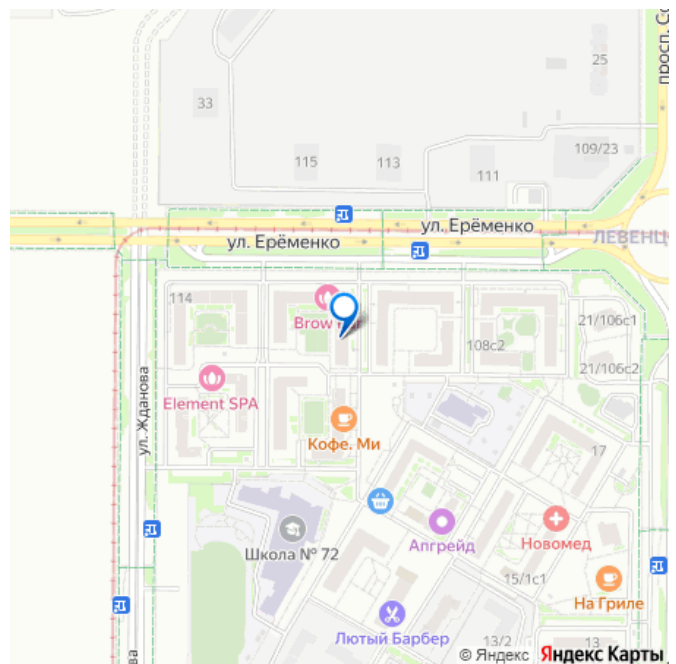 просп. Со
25
33
115
113
111
109/23
ул. Ерёменко
ул. Ерёменко
ЛЕВЕНЦ
114
Brow
21/106с1
108с2
21/106с2
ул. Жданова
Element SPA
Кофе. Ми
17
Школа № 72
Апгрейд
Новомед
15/1с1
На Гриле
Лютый Барбер
13/2
13
ва
© Яндекс Яндекс Карты